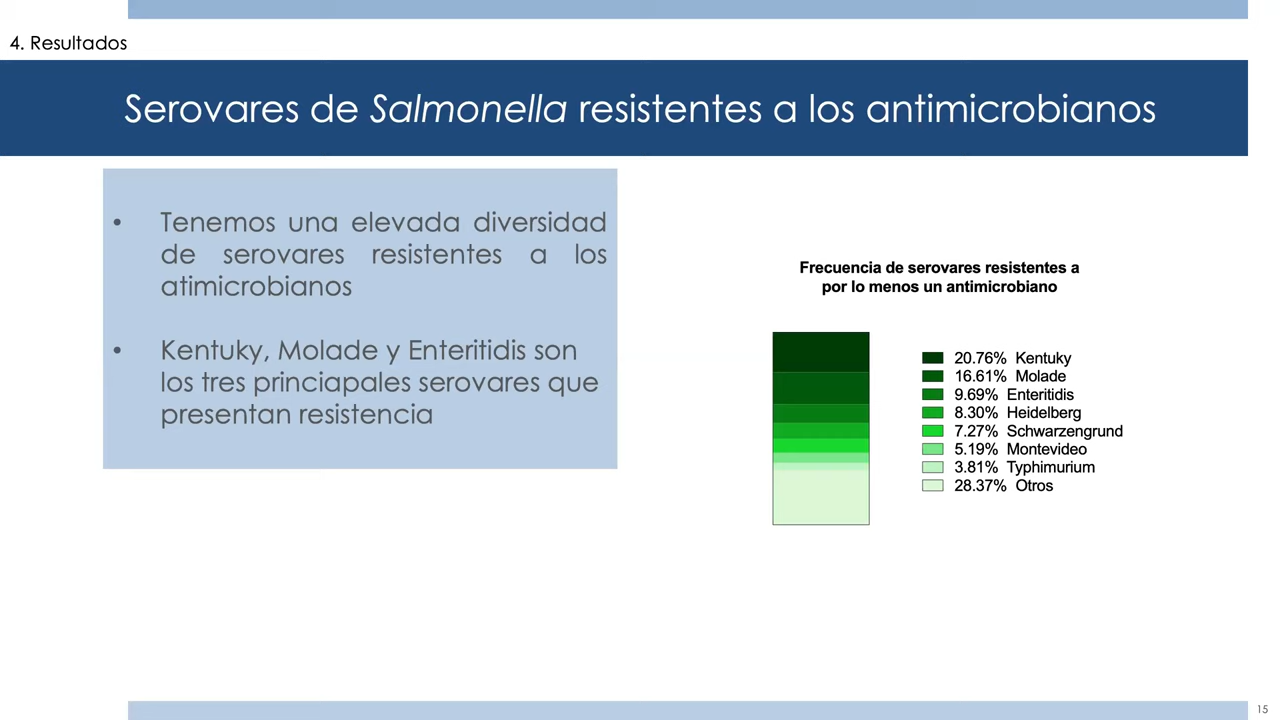 4. Resultados
Serovares de Salmonella resistentes a los antimicrobianos
• Tenemos una elevada diversidad
de serovares resistentes a los
atimicrobianos
• Kentuky, Molade y Enteritidis son
los tres princiapales serovares que
presentan resistencia
Frecuencia de serovares resistentes a
por lo menos un antimicrobiano
20.76% Kentuky
16.61% Molade
9.69% Enteritidis
8.30% Heidelberg
7.27% Schwarzengrund
5.19% Montevideo
3.81% Typhimurium
28.37% Otros
15